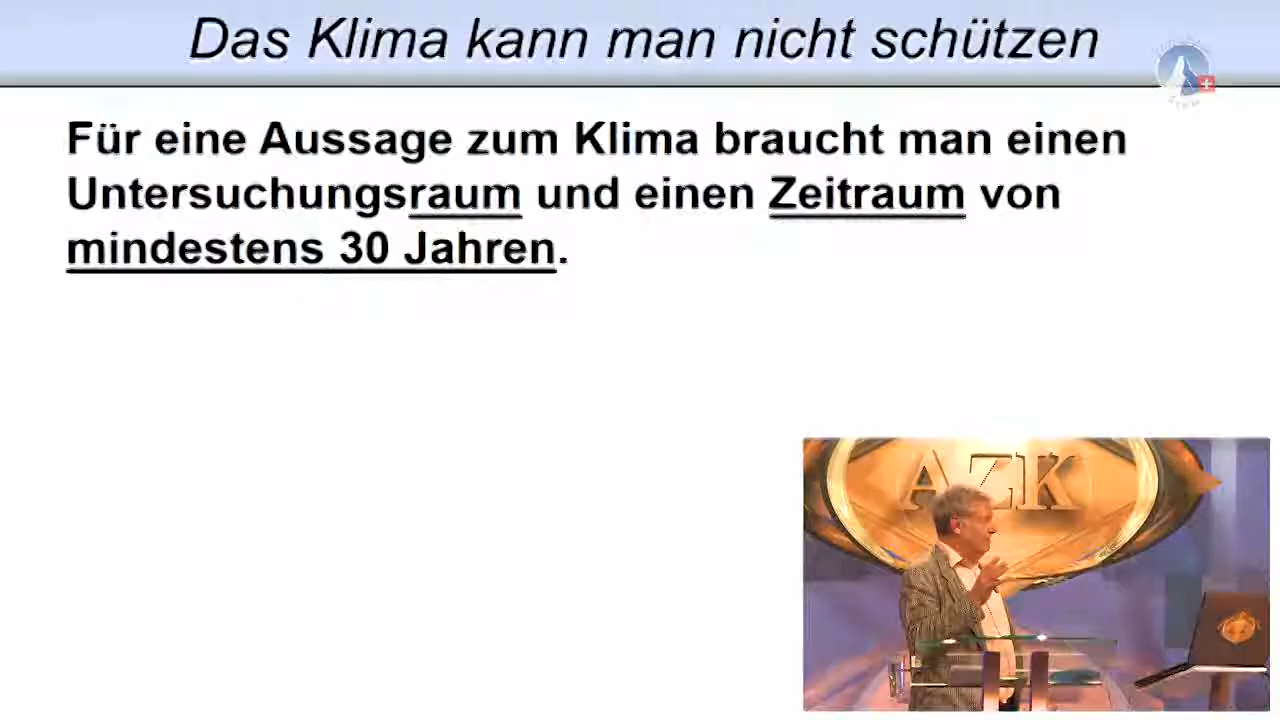 Das Klima kann man nicht schützen
Für eine Aussage zum Klima braucht man einen
Untersuchungsraum und einen Zeitraum von
mindestens 30 Jahren.
AZK